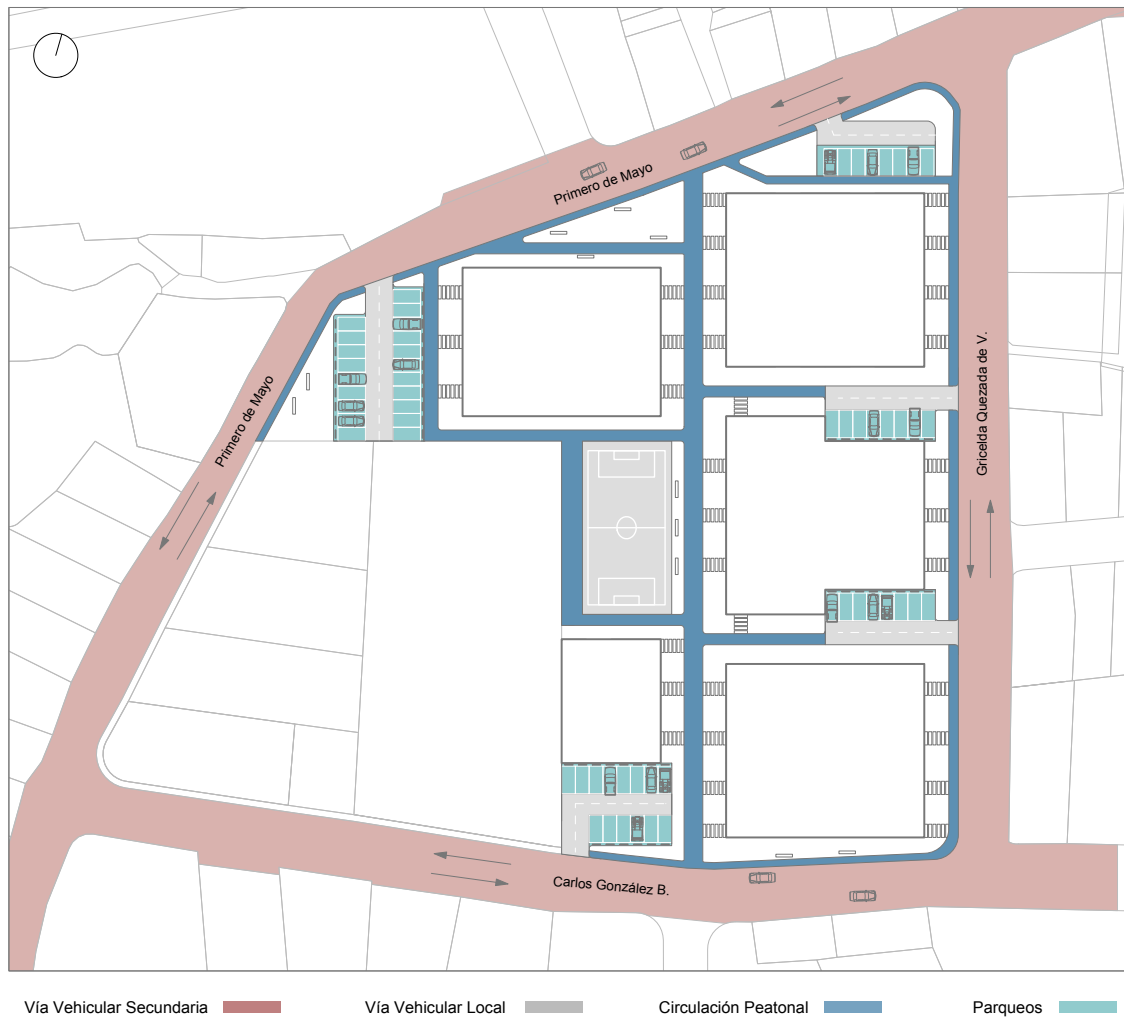 Primero de Mayo
Primero de Mayo
Gricelda Quezada de V.
Carlos González B.
Vía Vehicular Secundaria
Vía Vehicular Local
Circulación Peatonal
Parqueos